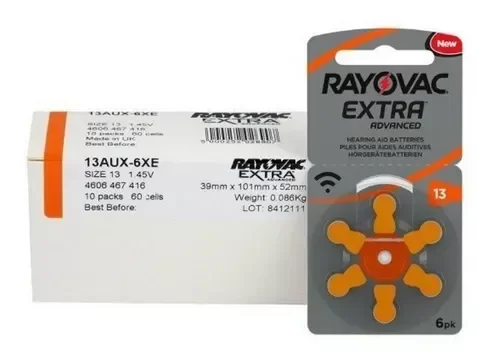 13AUX-6XE
SIZE 13 1.45V
4606 467 416
10 packs 60 cells
Made in UK
Best Before:
RAYOVAC
EXTRA
13AUX-6XE
SIZE 13 1.45V
4606 467 416
10 packs 60 cells
Best Before:
RAYOVAC
EXTRA
ADVANCED
39mm x 101mm x 52mm
Weight: 0.086Kg
LOT: 8412111
New
RAYOVAC
EXTRA
ADVANCED
HEARING AID BATTERIES
PILES POUR AIDES AUDITIVES
HÖRGERÄTEBATTERIEN
13
6pk